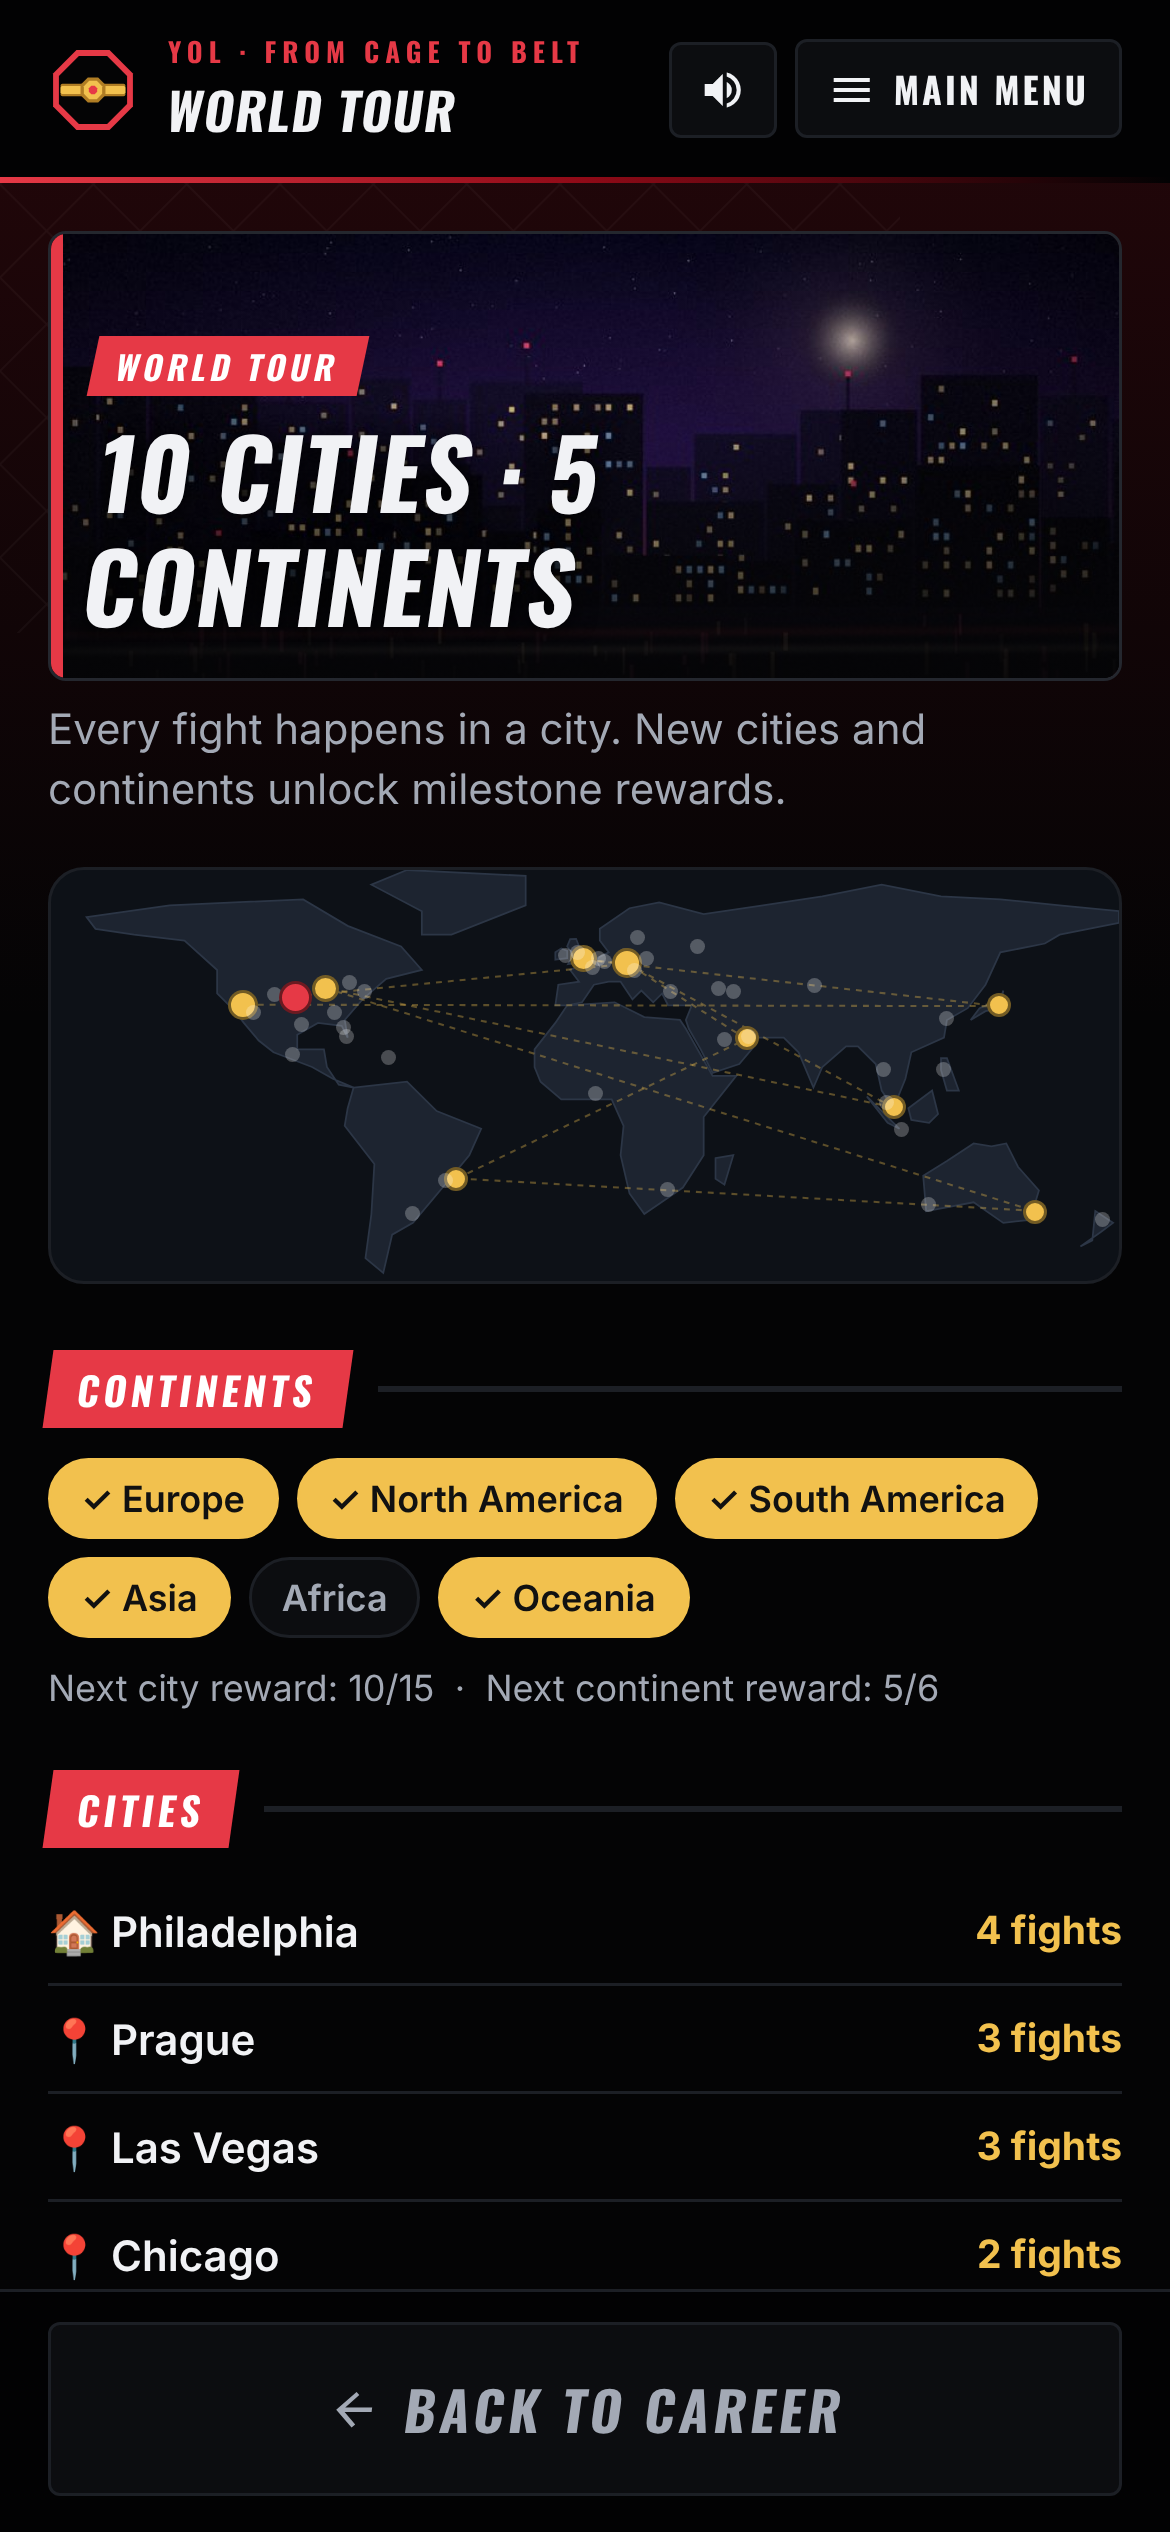 YOL · FROM CAGE TO BELT
WORLD TOUR
MAIN MENU
WORLD TOUR
10 CITIES · 5
CONTINENTS
Every fight happens in a city. New cities and
continents unlock milestone rewards.
CONTINENTS
✓ Europe ✓ North America ✓ South America
✓ Asia Africa ✓ Oceania
Next city reward: 10/15 · Next continent reward: 5/6
CITIES
Philadelphia 4 fights
Prague 3 fights
Las Vegas 3 fights
Chicago 2 fights
← BACK TO CAREER